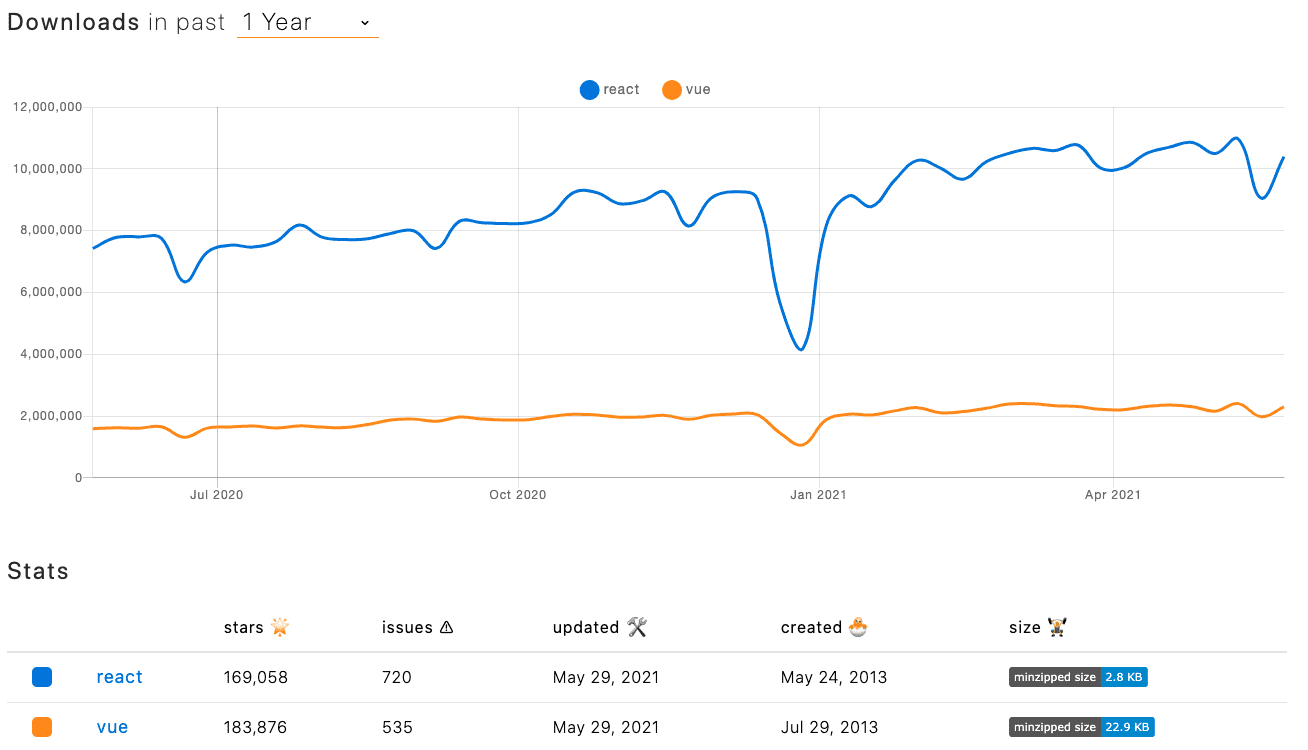 Downloads in past 1 Year
react vue
12,000,000
10,000,000
8,000,000
6,000,000
4,000,000
2,000,000
0
Jul 2020 Oct 2020 Jan 2021 Apr 2021
Stats
stars issues updated created size
react 169,058 720 May 29, 2021 May 24, 2013 minzipped size 2.8 KB
vue 183,876 535 May 29, 2021 Jul 29, 2013 minzipped size 22.9 KB